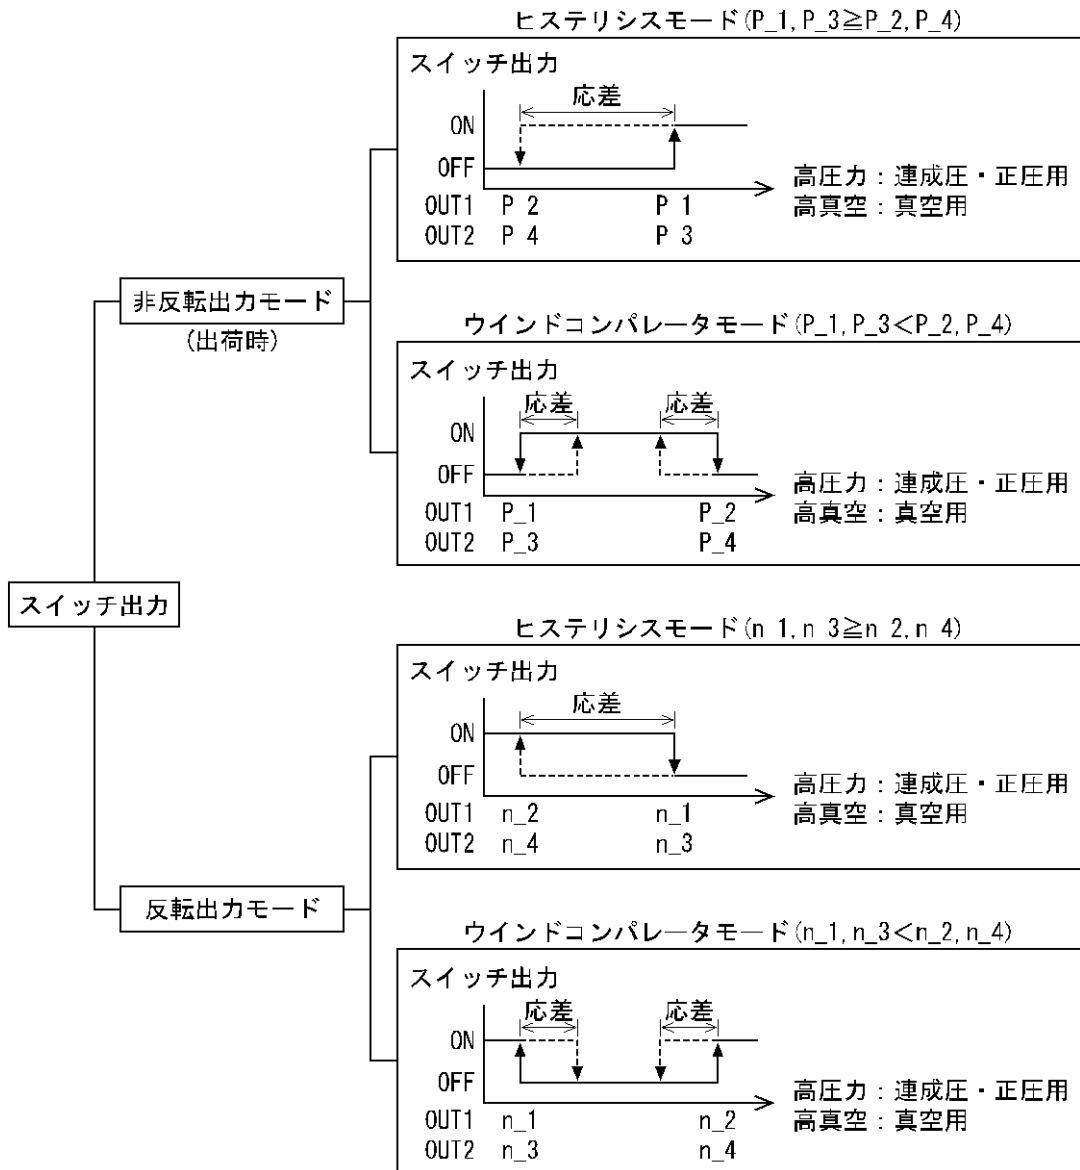 ヒステリシスモード(P_1,P_3≧P_2,P_4)
スイッチ出力
応差
ON
OFF
OUT1 P 2 P 1
OUT2 P 4 P 3
高圧力：連成圧・正圧用
高真空：真空用
非反転出力モード
(出荷時)
ウインドコンパレータモード(P_1,P_3＜P_2,P_4)
スイッチ出力
応差 応差
ON
OFF
OUT1 P_1 P_2
OUT2 P_3 P_4
高圧力：連成圧・正圧用
高真空：真空用
スイッチ出力
ヒステリシスモード(n 1,n 3≧n 2,n 4)
スイッチ出力
応差
ON
OFF
OUT1 n_2 n_1
OUT2 n_4 n_3
高圧力：連成圧・正圧用
高真空：真空用
反転出力モード
ウインドコンパレータモード(n_1,n_3＜n_2,n_4)
スイッチ出力
応差 応差
ON
OFF
OUT1 n_1 n_2
OUT2 n_3 n_4
高圧力：連成圧・正圧用
高真空：真空用